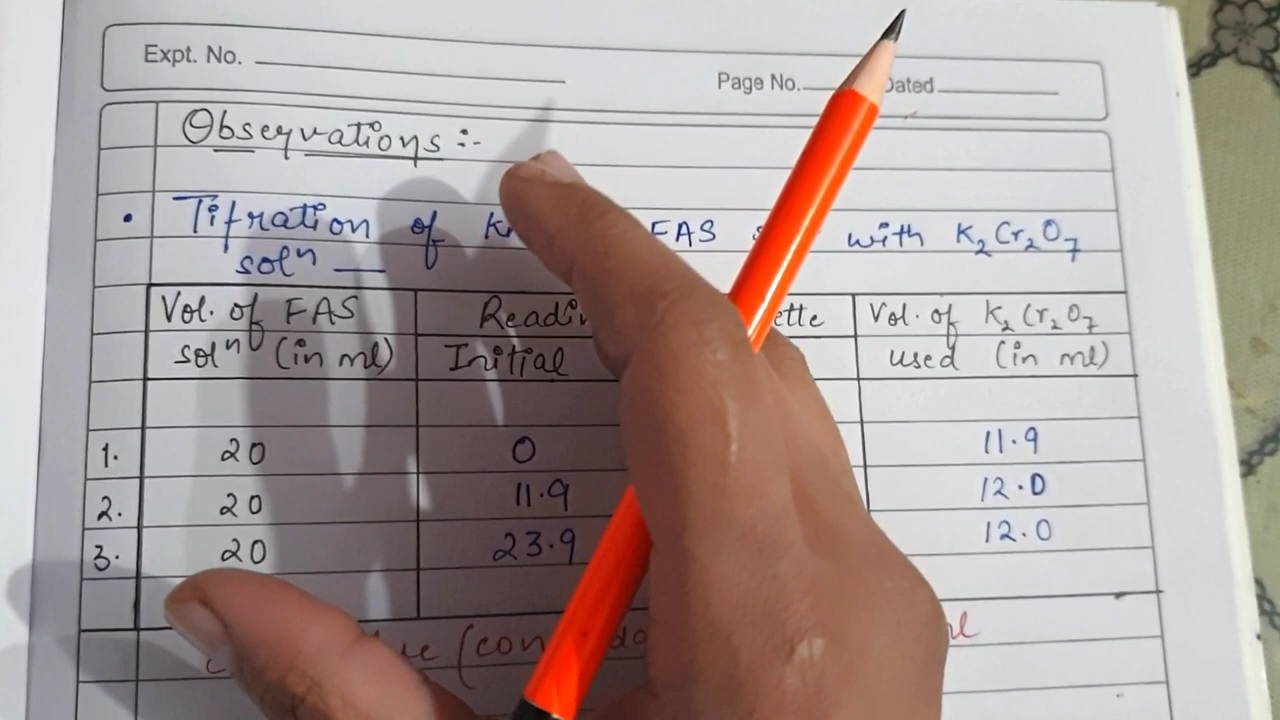 Expt. No.
Page No. Dated
Observations :-
• Titration of FAS with K₂Cr₂O₇
solⁿ
Vol. of FAS Vol. of K₂Cr₂O₇
solⁿ (in ml) Initial used (in ml)
1. 20 0 11.9
2. 20 11.9 12.0
3. 20 23.9 12.0